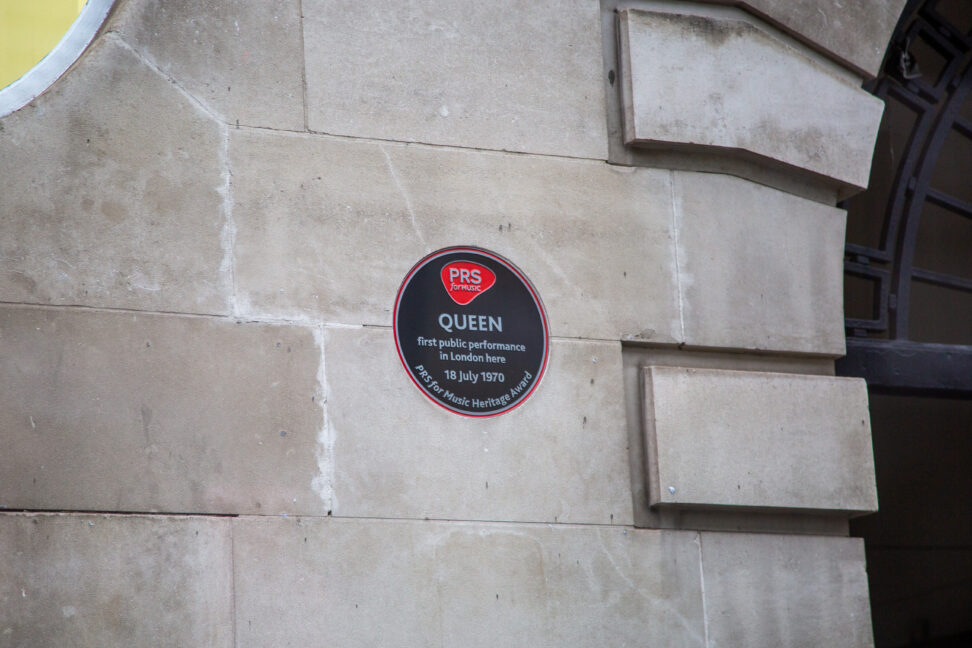 PRS
for MUSIC
QUEEN
first public performance
in London here
18 July 1970
PRS for Music Heritage Award